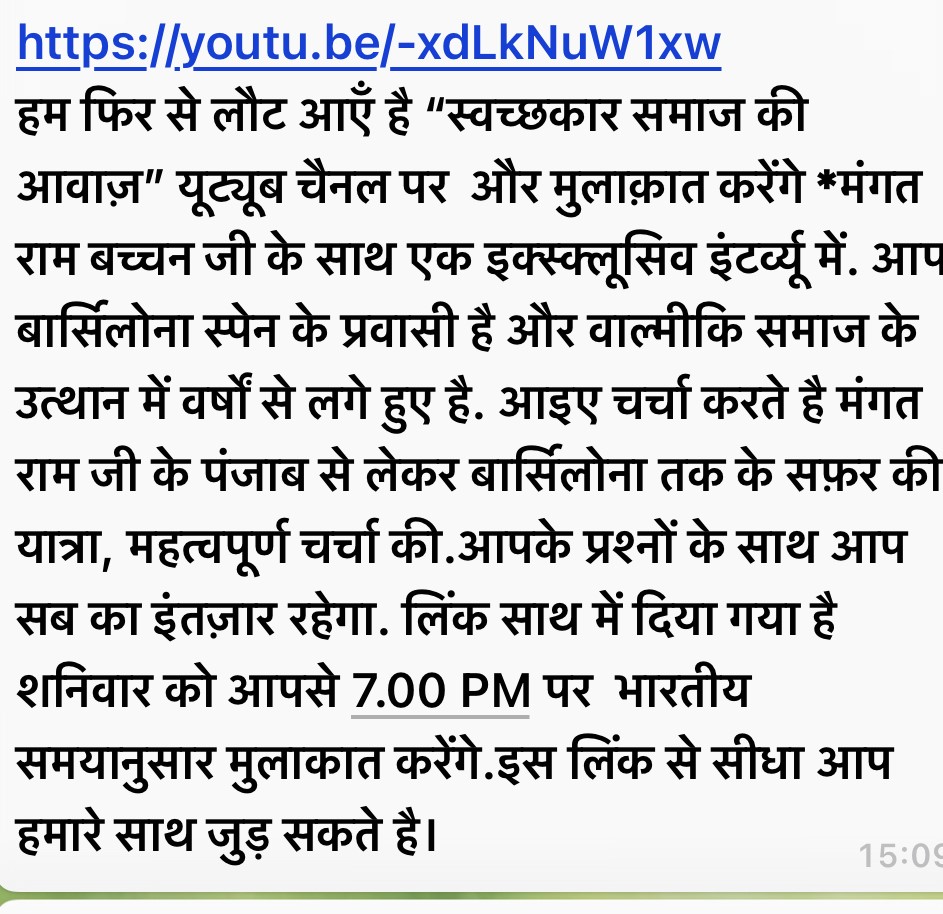 https://youtu.be/-xdLkNuW1xw
हम फिर से लौट आएँ है “स्वच्छकार समाज की
आवाज़” यूट्यूब चैनल पर  और मुलाक़ात करेंगे *मंगत
राम बच्चन जी के साथ एक इक्स्क्लूसिव इंटर्व्यू में. आप
बार्सिलोना स्पेन के प्रवासी है और वाल्मीकि समाज के
उत्थान में वर्षों से लगे हुए है. आइए चर्चा करते है मंगत
राम जी के पंजाब से लेकर बार्सिलोना तक के सफ़र की
यात्रा, महत्वपूर्ण चर्चा की.आपके प्रश्नों के साथ आप
सब का इंतज़ार रहेगा. लिंक साथ में दिया गया है
शनिवार को आपसे 7.00 PM पर  भारतीय
समयानुसार मुलाकात करेंगे.इस लिंक से सीधा आप
हमारे साथ जुड़ सकते है।
15:09